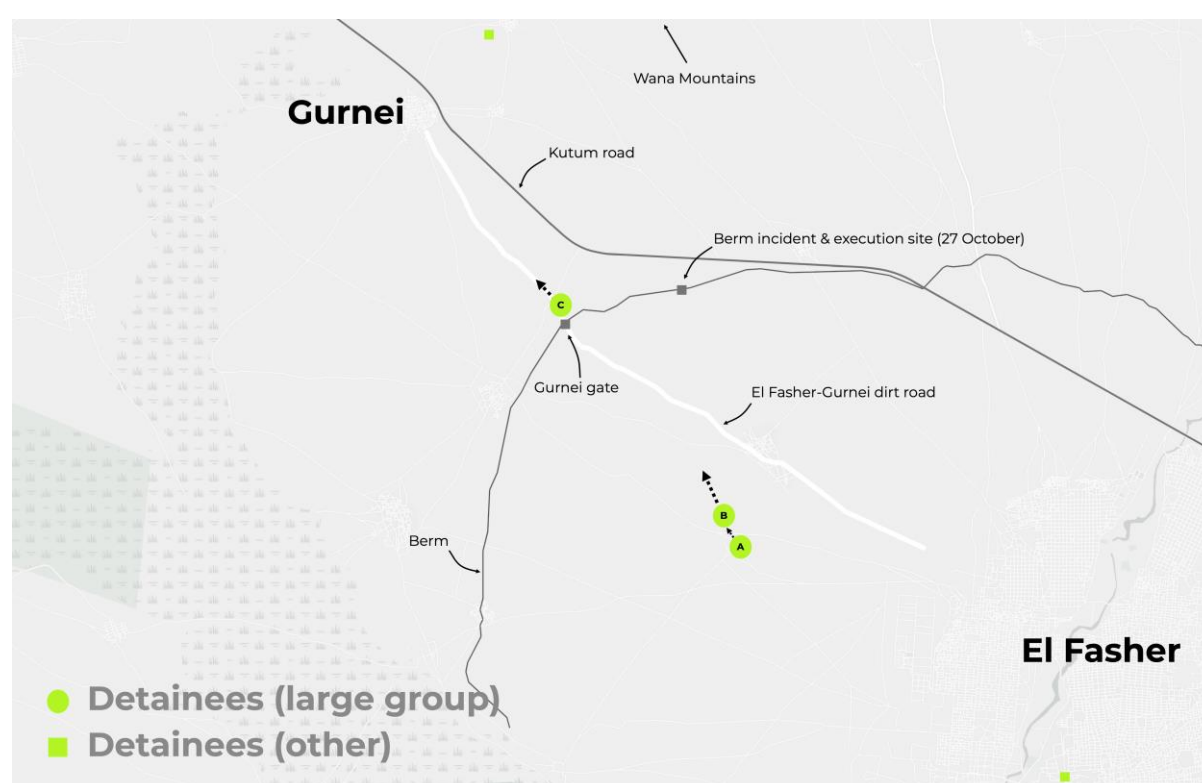 Wana Mountains
Gurnei
Kutum road
Berm incident & execution site (27 October)
C
Gurnei gate
El Fasher-Gurnei dirt road
B
Berm
A
El Fasher
Detainees (large group)
Detainees (other)